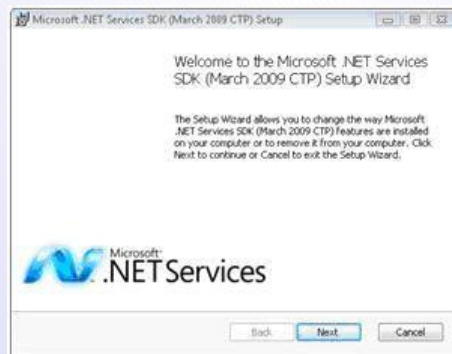 Microsoft .NET Services SDK (March 2009 CTP) Setup
Welcome to the Microsoft .NET Services
SDK (March 2009 CTP) Setup Wizard
The Setup Wizard allows you to change the way Microsoft
.NET Services SDK (March 2009 CTP) features are installed
on your computer or to remove it from your computer. Click
Next to continue or Cancel to exit the Setup Wizard.
Microsoft
.NET Services
Back Next Cancel